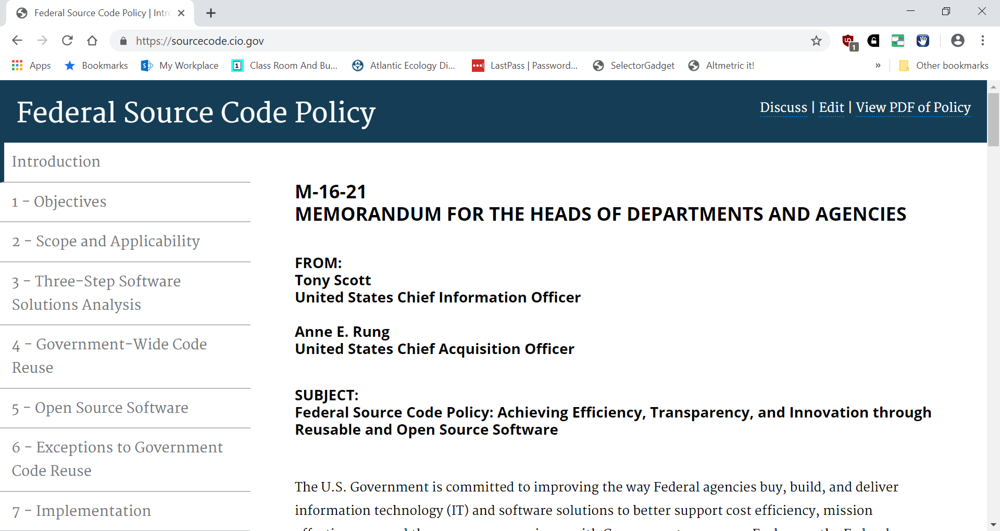 Federal Source Code Policy | Intro
https://sourcecode.cio.gov
1
Apps
Bookmarks
My Workplace
Class Room And Bu...
Atlantic Ecology Di...
LastPass | Password...
SelectorGadget
Altmetric it!
»
Other bookmarks
Federal Source Code Policy
Discuss | Edit | View PDF of Policy
Introduction
1 - Objectives
2 - Scope and Applicability
3 - Three-Step Software
Solutions Analysis
4 - Government-Wide Code
Reuse
5 - Open Source Software
6 - Exceptions to Government
Code Reuse
7 - Implementation
M-16-21
MEMORANDUM FOR THE HEADS OF DEPARTMENTS AND AGENCIES
FROM:
Tony Scott
United States Chief Information Officer
Anne E. Rung
United States Chief Acquisition Officer
SUBJECT:
Federal Source Code Policy: Achieving Efficiency, Transparency, and Innovation through
Reusable and Open Source Software
The U.S. Government is committed to improving the way Federal agencies buy, build, and deliver
information technology (IT) and software solutions to better support cost efficiency, mission